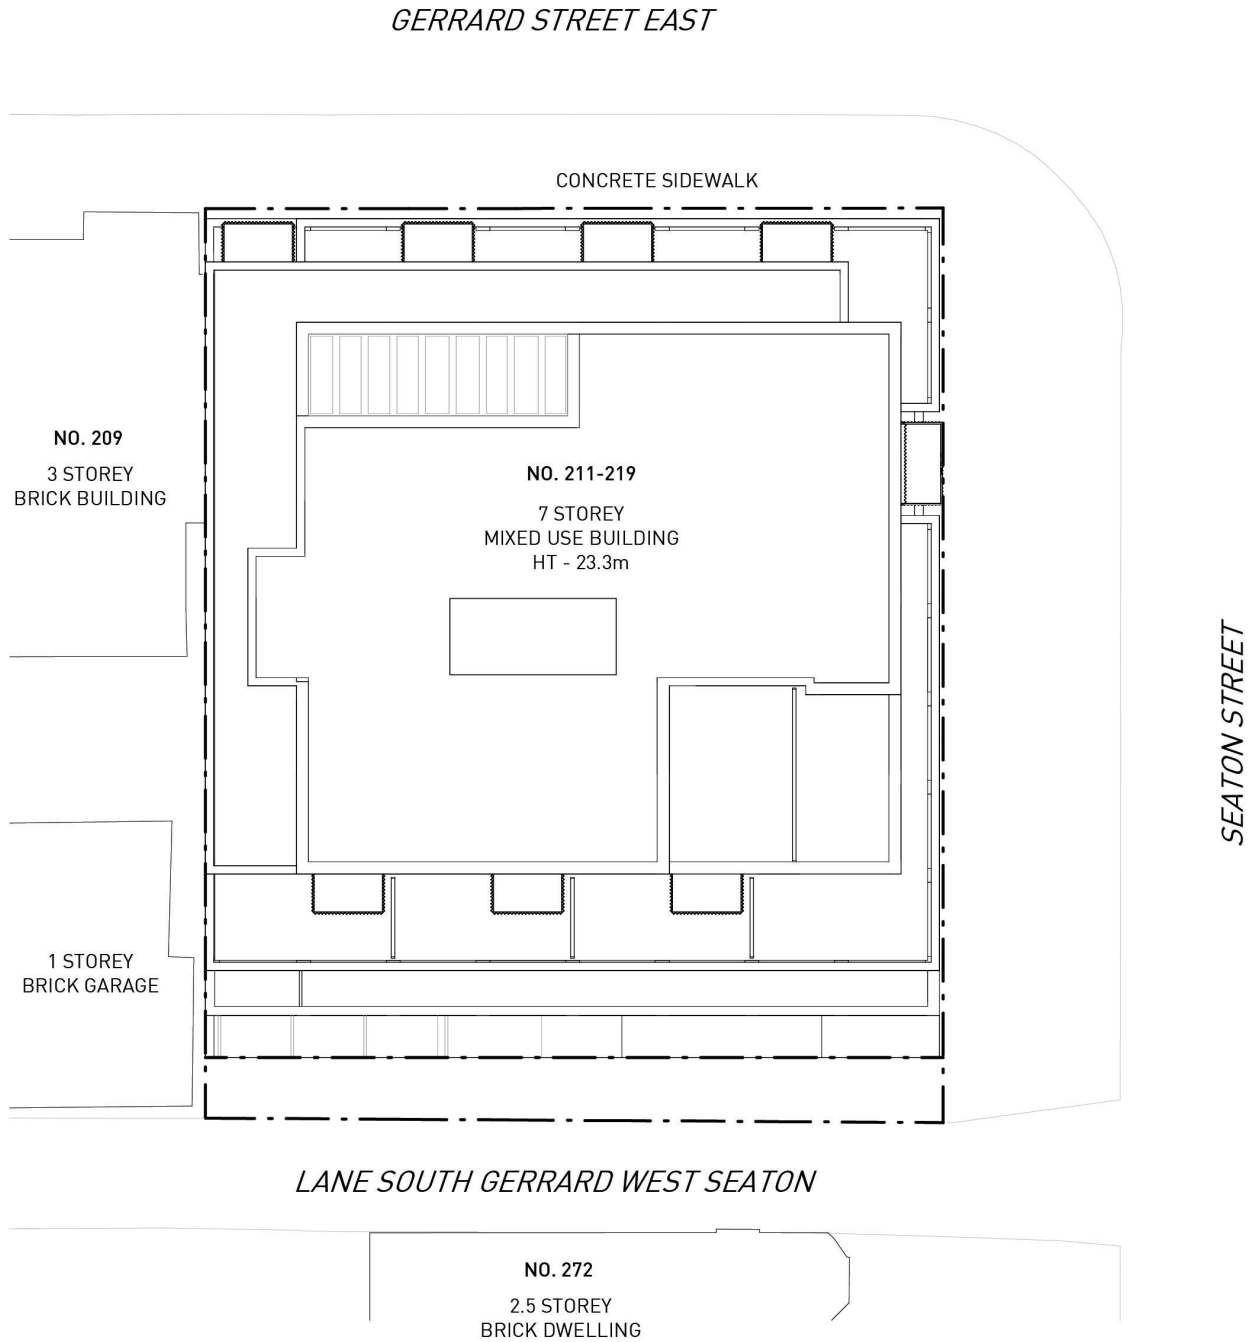 GERRARD STREET EAST
CONCRETE SIDEWALK
NO. 209
3 STOREY
BRICK BUILDING
NO. 211-219
7 STOREY
MIXED USE BUILDING
HT - 23.3m
SEATON STREET
1 STOREY
BRICK GARAGE
LANE SOUTH GERRARD WEST SEATON
NO. 272
2.5 STOREY
BRICK DWELLING